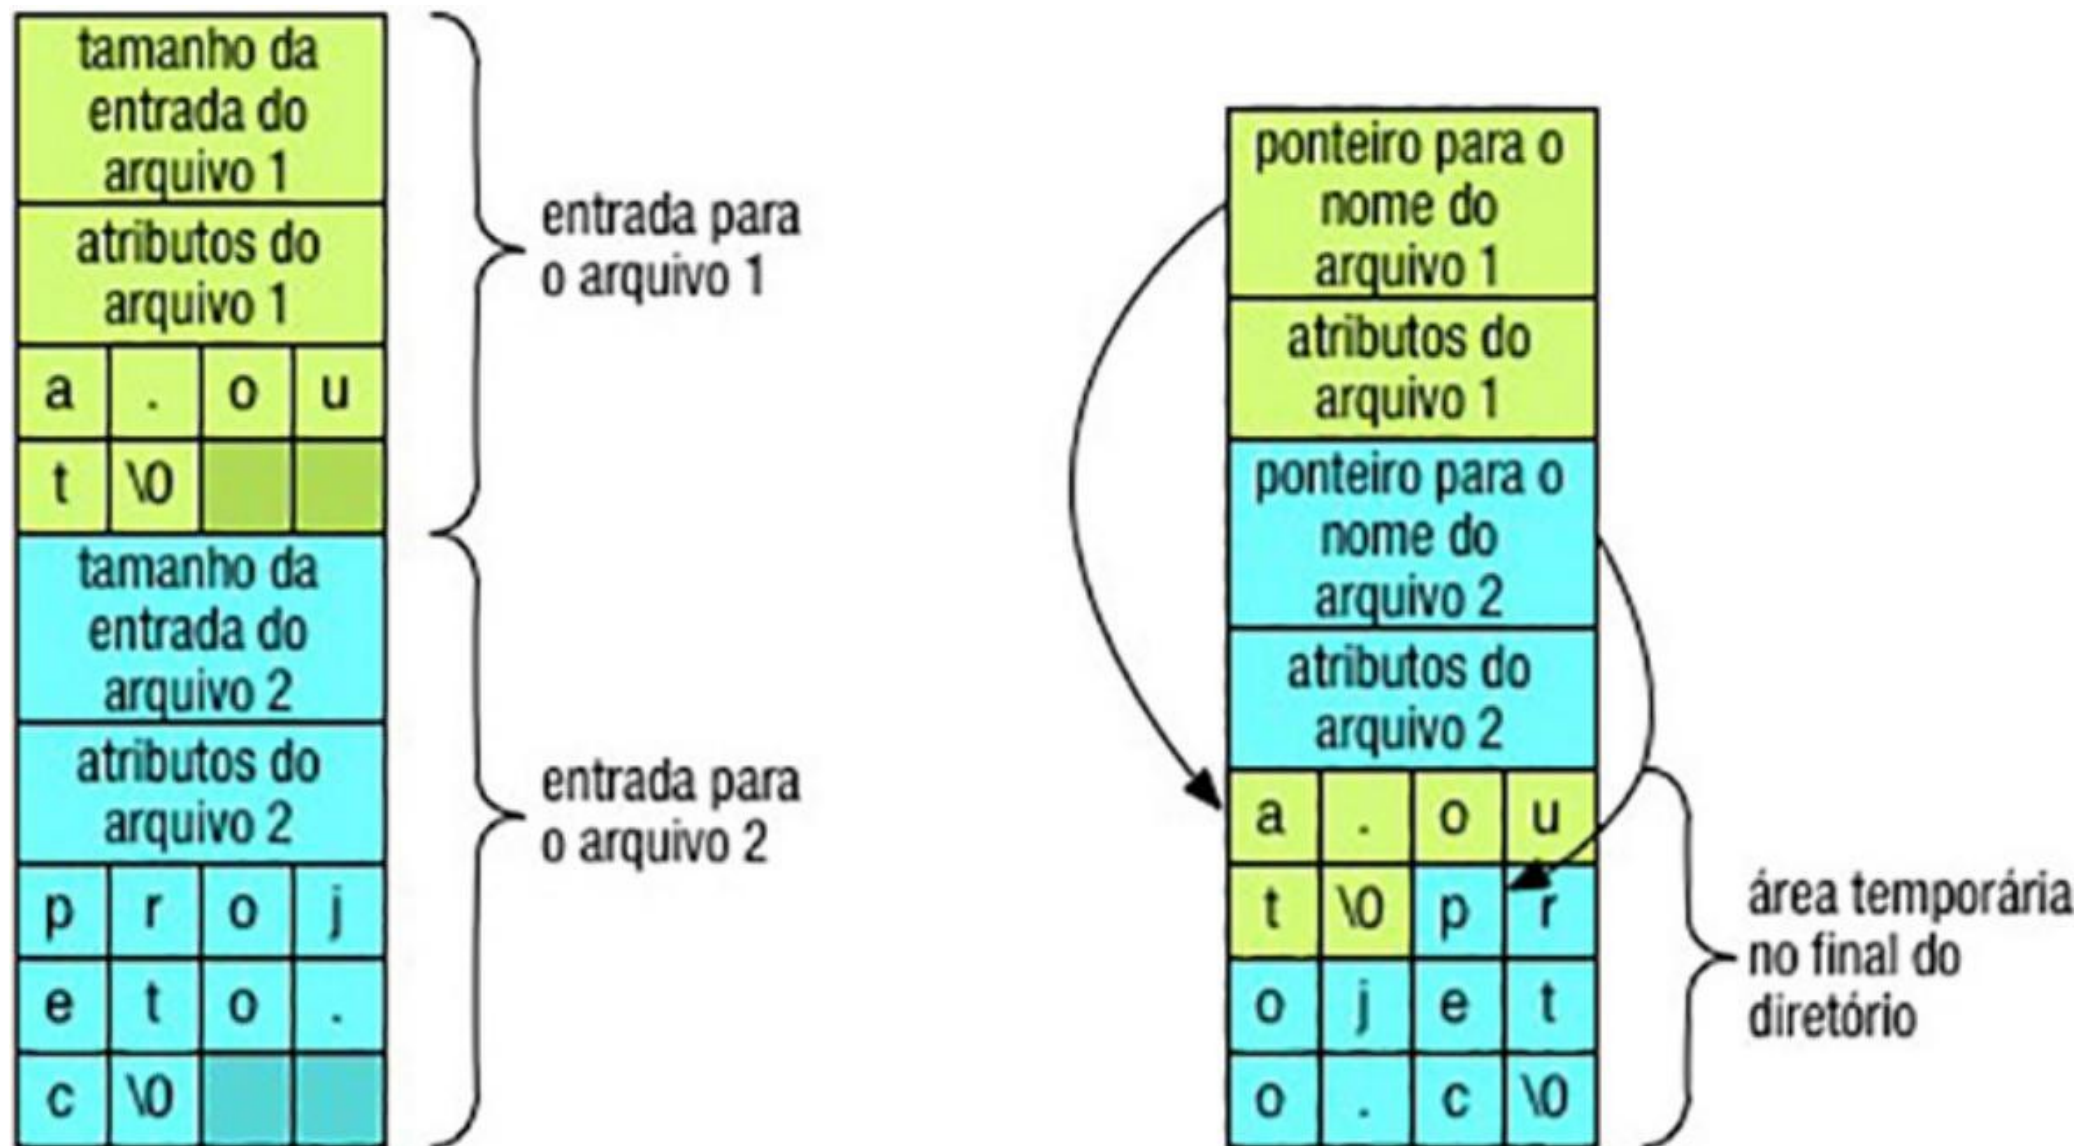 tamanho da
entrada do
arquivo 1
atributos do
arquivo 1
a . o u
t \0
tamanho da
entrada do
arquivo 2
atributos do
arquivo 2
p r o j
e t o .
c \0
entrada para
o arquivo 1
entrada para
o arquivo 2
ponteiro para o
nome do
arquivo 1
atributos do
arquivo 1
ponteiro para o
nome do
arquivo 2
atributos do
arquivo 2
a . o u
t \0 p r
o j e t
o . c \0
área temporária
no final do
diretório